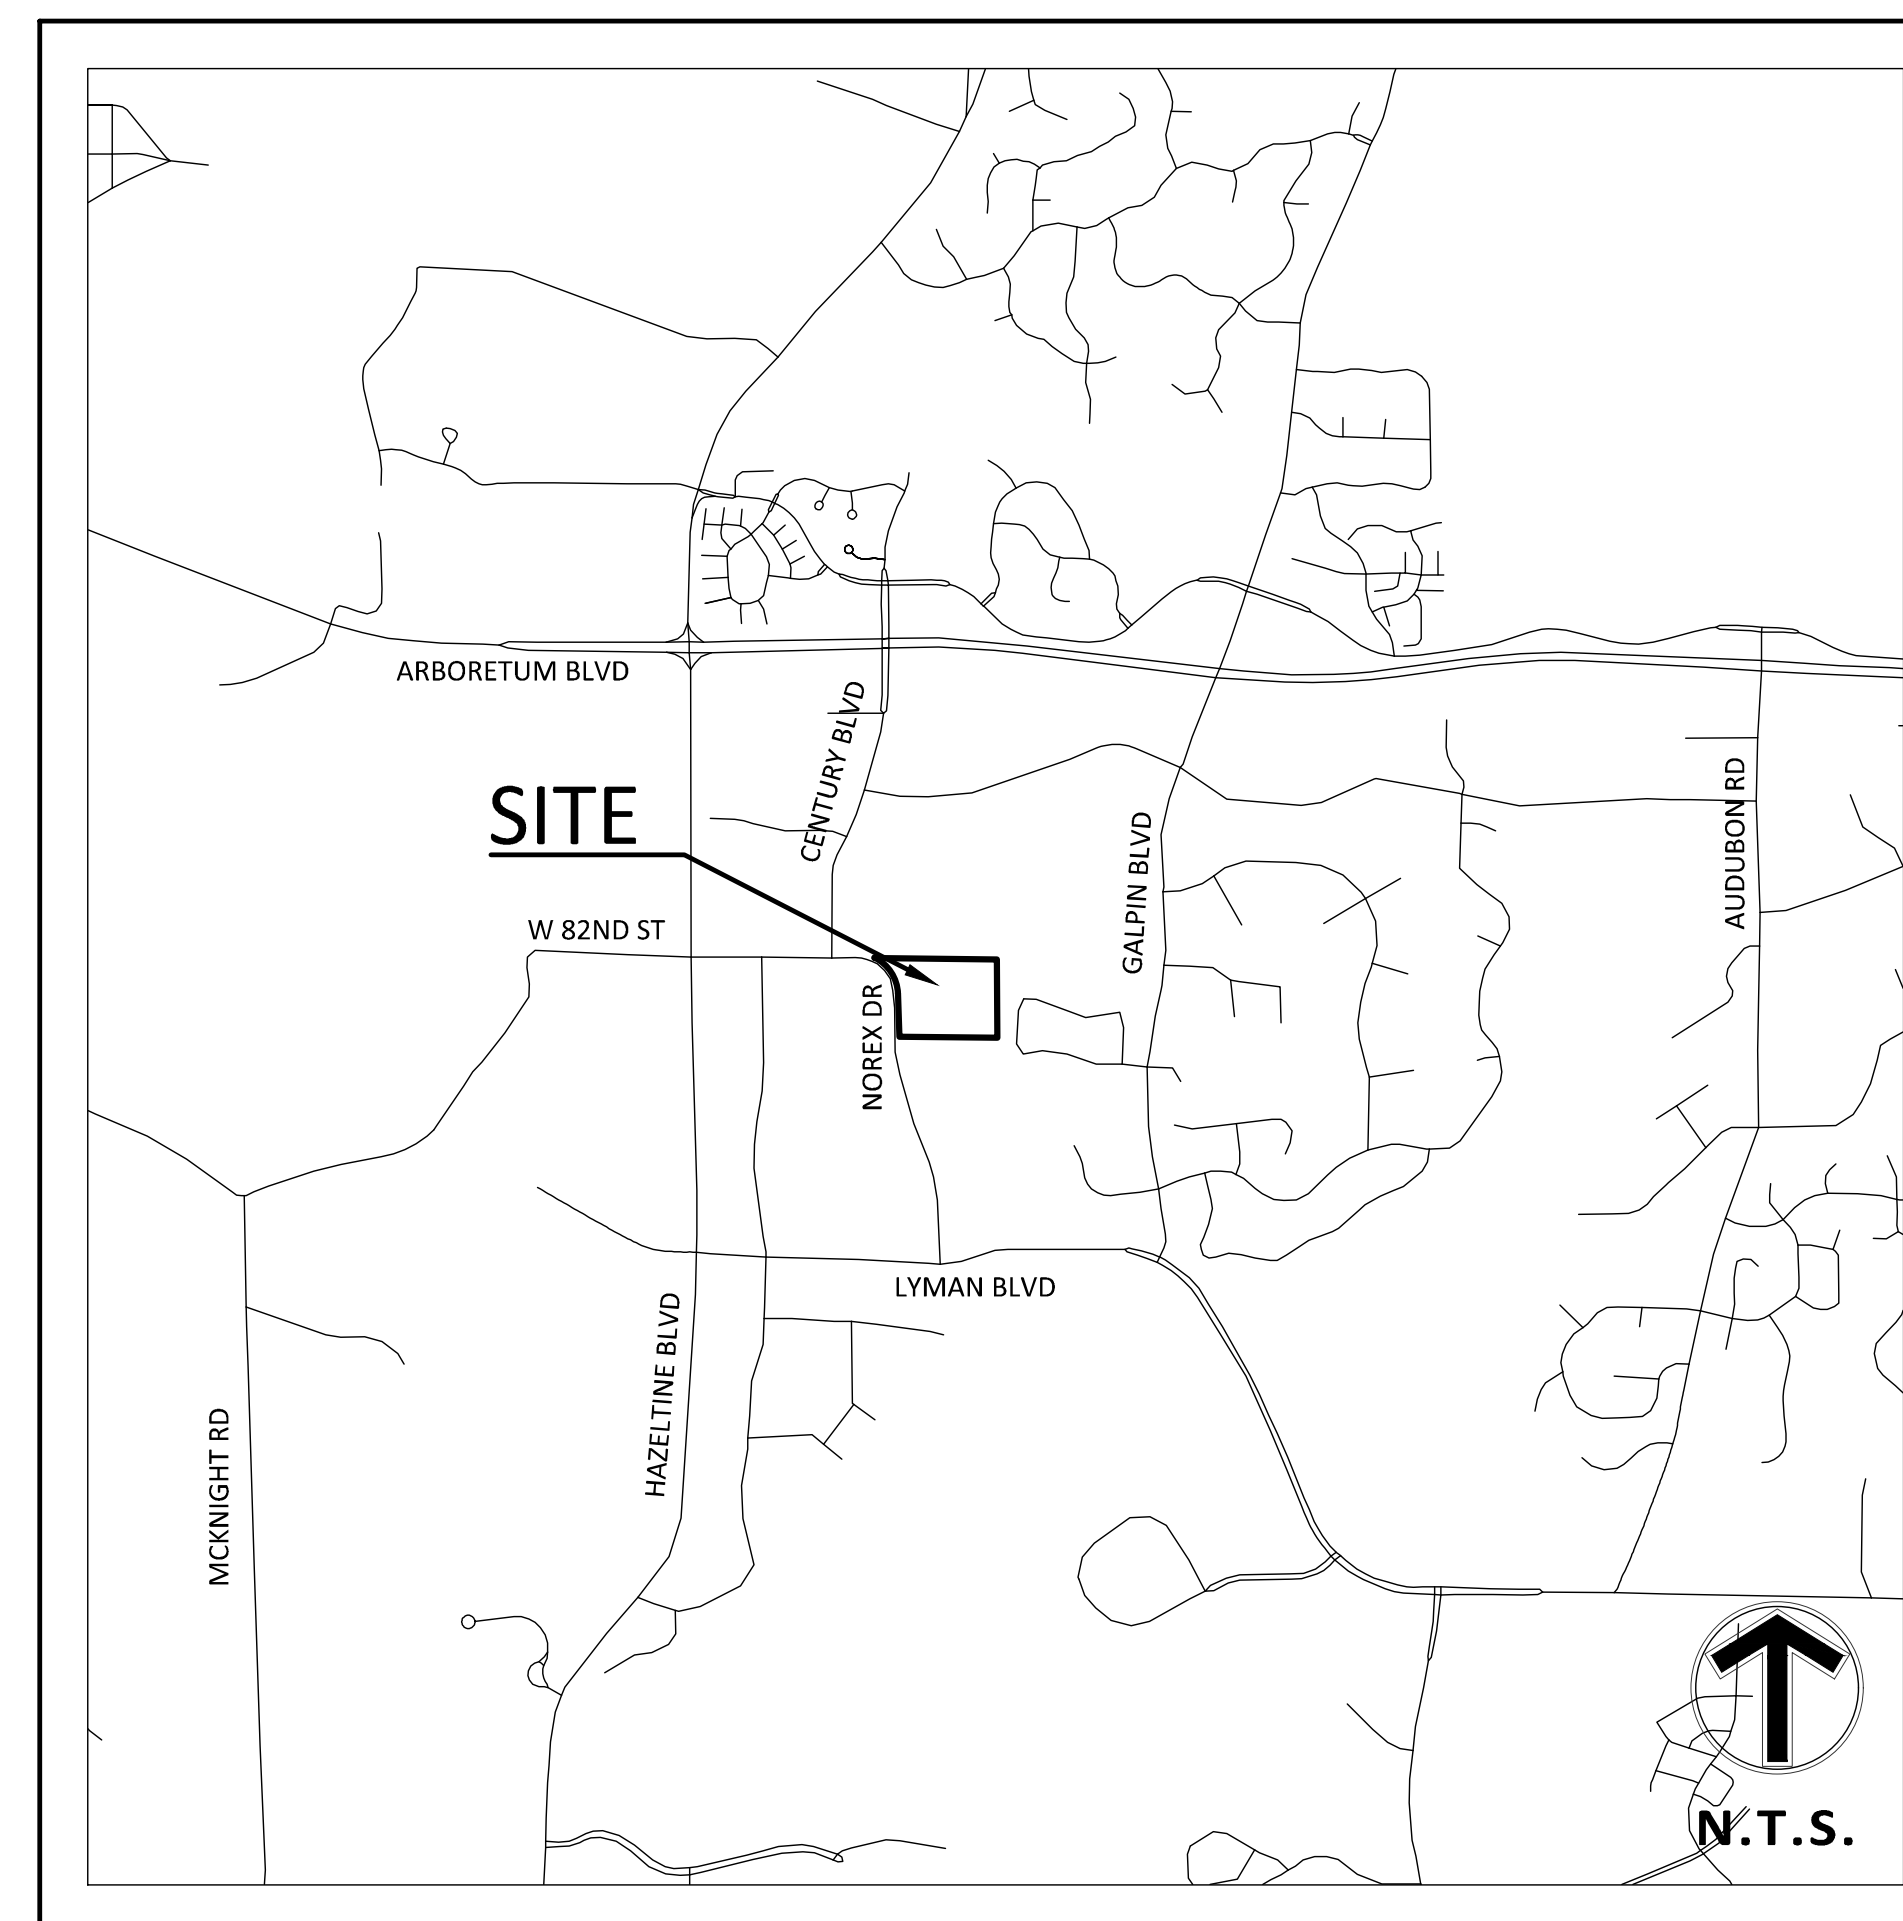 ARBORETUM BLVD
CENTURY BLVD
SITE
AUDUBON RD
GALPIN BLVD
W 82ND ST
NOREX DR
LYMAN BLVD
HAZELTINE BLVD
MCKNIGHT RD
N.T.S.